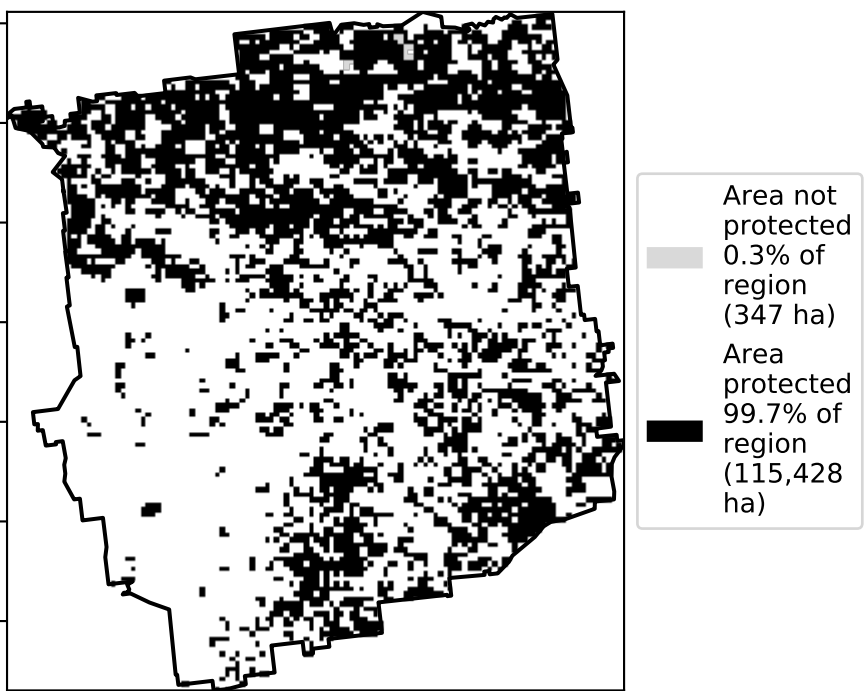 Area not
protected
0.3% of
region
(347 ha)
Area
protected
99.7% of
region
(115,428
ha)